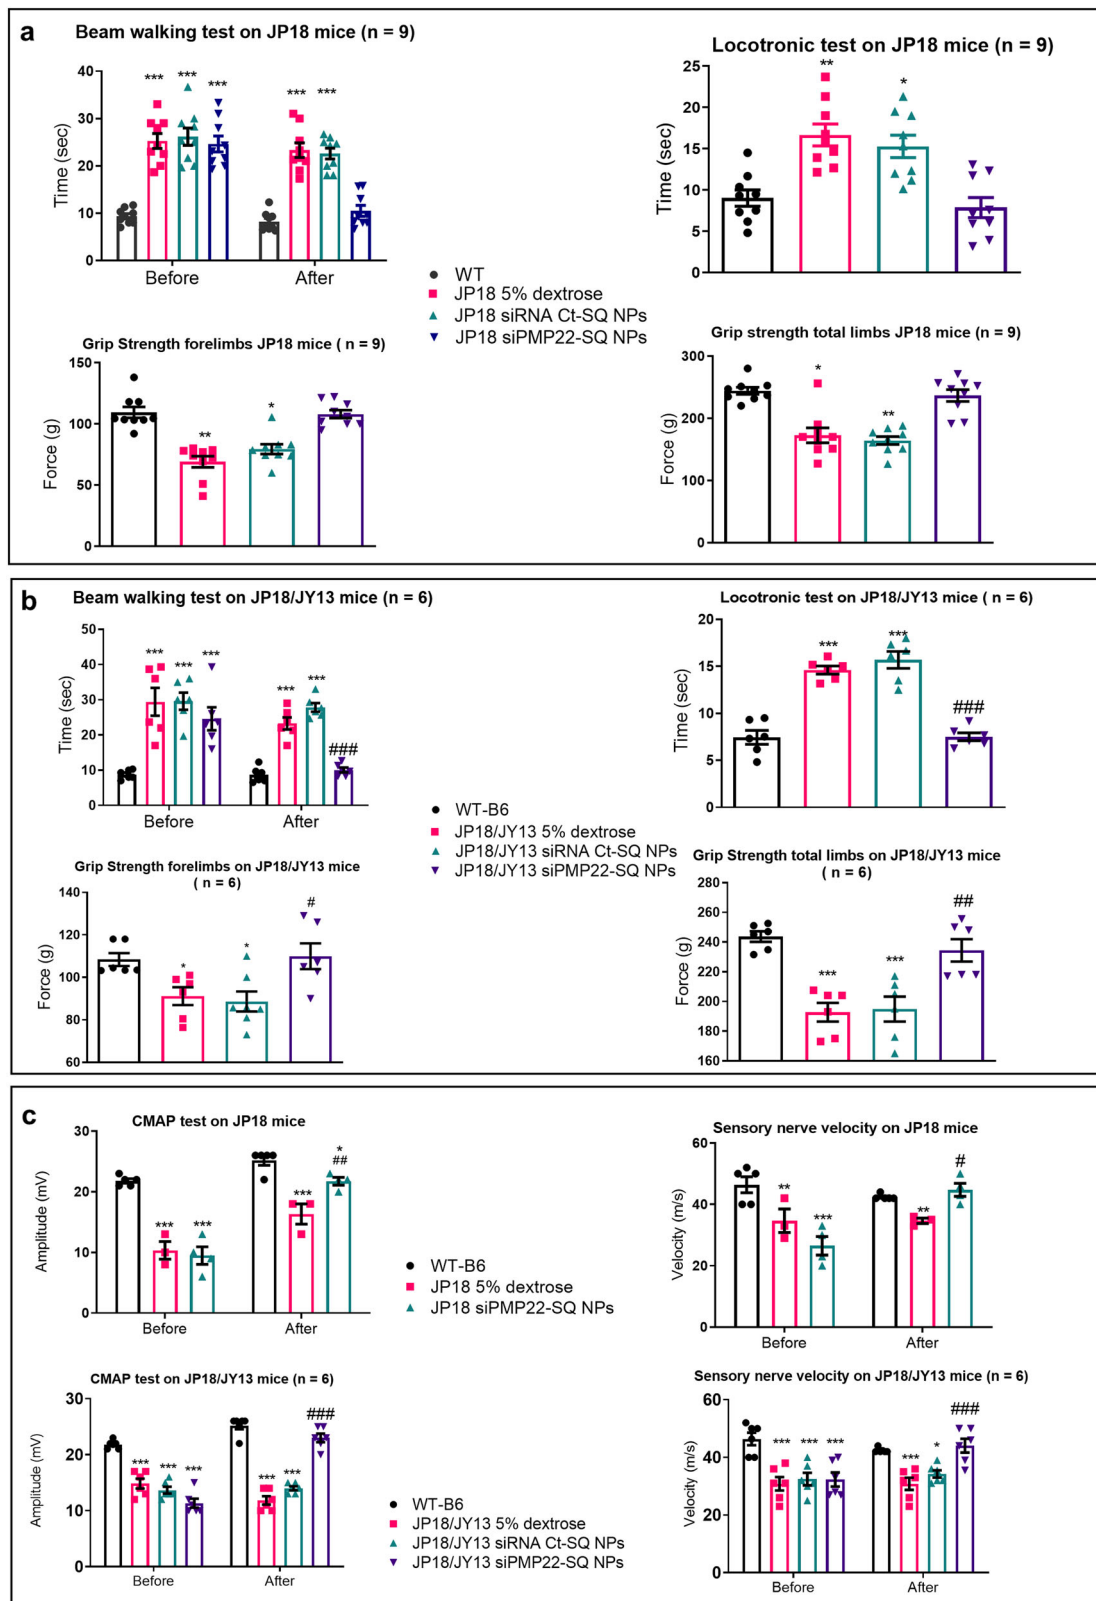 a
Beam walking test on JP18 mice (n = 9)
Time (sec)
40
30
20
10
0
***
***
***
***
***
Before
After
Locotronic test on JP18 mice (n = 9)
Time (sec)
25
20
15
10
5
0
**
*
WT
JP18 5% dextrose
JP18 siRNA Ct-SQ NPs
JP18 siPMP22-SQ NPs
Grip Strength forelimbs JP18 mice ( n = 9)
Force (g)
150
100
50
0
**
*
Grip strength total limbs JP18 mice (n = 9)
Force (g)
300
200
100
0
*
**
b
Beam walking test on JP18/JY13 mice (n = 6)
Time (sec)
50
40
30
20
10
0
***
***
***
***
***
###
Before
After
Locotronic test on JP18/JY13 mice ( n = 6)
Time (sec)
20
15
10
5
0
***
***
###
WT-B6
JP18/JY13 5% dextrose
JP18/JY13 siRNA Ct-SQ NPs
JP18/JY13 siPMP22-SQ NPs
Grip Strength forelimbs on JP18/JY13 mice
( n = 6)
Force (g)
140
120
100
80
60
*
*
#
Grip Strength total limbs on JP18/JY13 mice
( n = 6)
Force (g)
280
260
240
220
200
180
160
***
***
##
c
CMAP test on JP18 mice
Amplitude (mV)
30
20
10
0
***
***
***
*
##
Before
After
Sensory nerve velocity on JP18 mice
Velocity (m/s)
60
40
20
0
**
***
**
#
Before
After
WT-B6
JP18 5% dextrose
JP18 siPMP22-SQ NPs
CMAP test on JP18/JY13 mice (n = 6)
Amplitude (mV)
30
20
10
0
***
***
***
***
***
###
Before
After
Sensory nerve velocity on JP18/JY13 mice (n = 6)
Velocity (m/s)
60
40
20
0
***
***
***
***
*
###
Before
After
WT-B6
JP18/JY13 5% dextrose
JP18/JY13 siRNA Ct-SQ NPs
JP18/JY13 siPMP22-SQ NPs